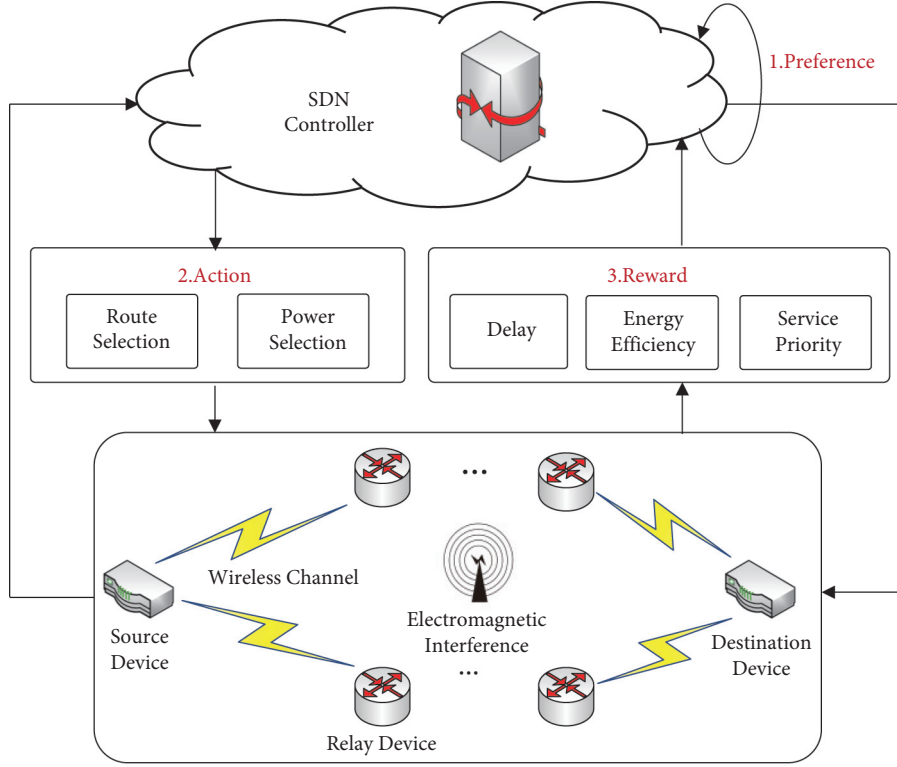 1.Preference
SDN
Controller
2.Action
Route
Selection
Power
Selection
3.Reward
Delay
Energy
Efficiency
Service
Priority
...
Wireless Channel
Electromagnetic
Interference
Source
Device
Destination
Device
...
Relay Device